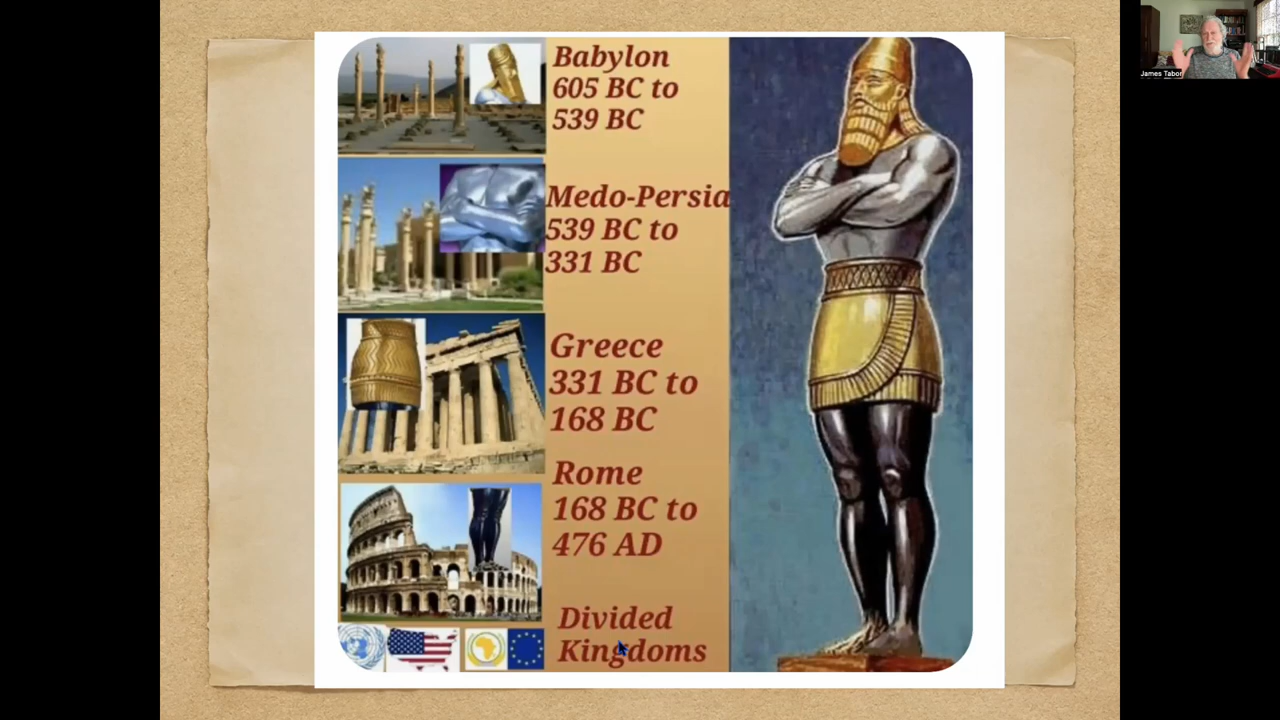 Babylon
605 BC to
539 BC
Medo-Persia
539 BC to
331 BC
Greece
331 BC to
168 BC
Rome
168 BC to
476 AD
Divided
Kingdoms
James Tabor